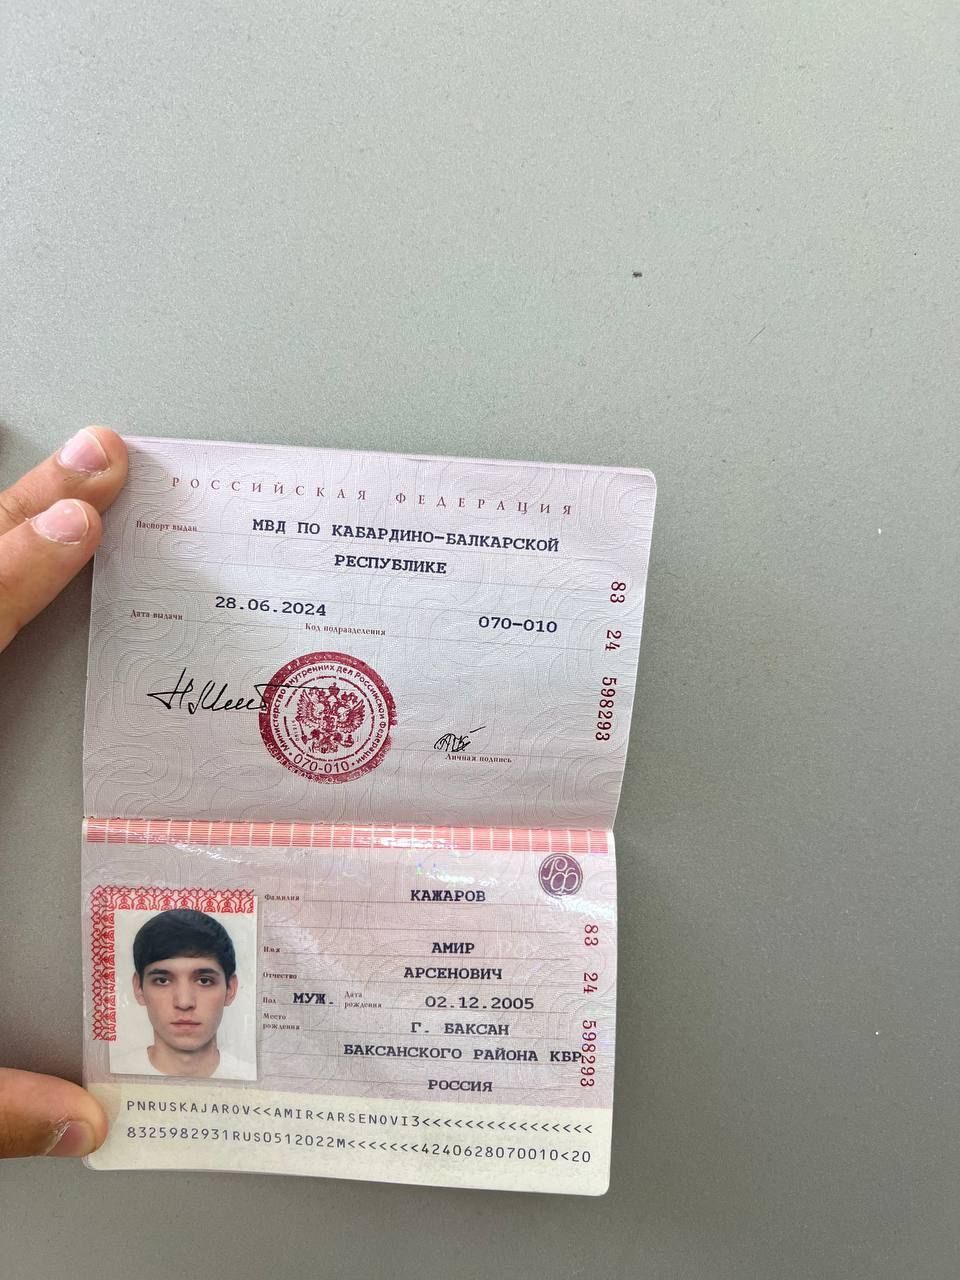 РОССИЙСКАЯ ФЕДЕРАЦИЯ
Паспорт выдан МВД ПО КАБАРДИНО-БАЛКАРСКОЙ
РЕСПУБЛИКЕ
Дата выдачи 28.06.2024 Код подразделения 070-010
83 24 598293
Министерство внутренних дел Российской Федерации
070-010
Личная подпись
РФ
Фамилия КАЖАРОВ
Имя АМИР
Отчество АРСЕНОВИЧ
Пол МУЖ. Дата рождения 02.12.2005
Место рождения Г. БАКСАН
БАКСАНСКОГО РАЙОНА КБР
РОССИЯ
83 24 598293
PNRUSKAJAROV<<AMIR<ARSENOVI3<<<<<<<<<<<<<<<<
8325982931RUS0512022M<<<<<<<4240628070010<20